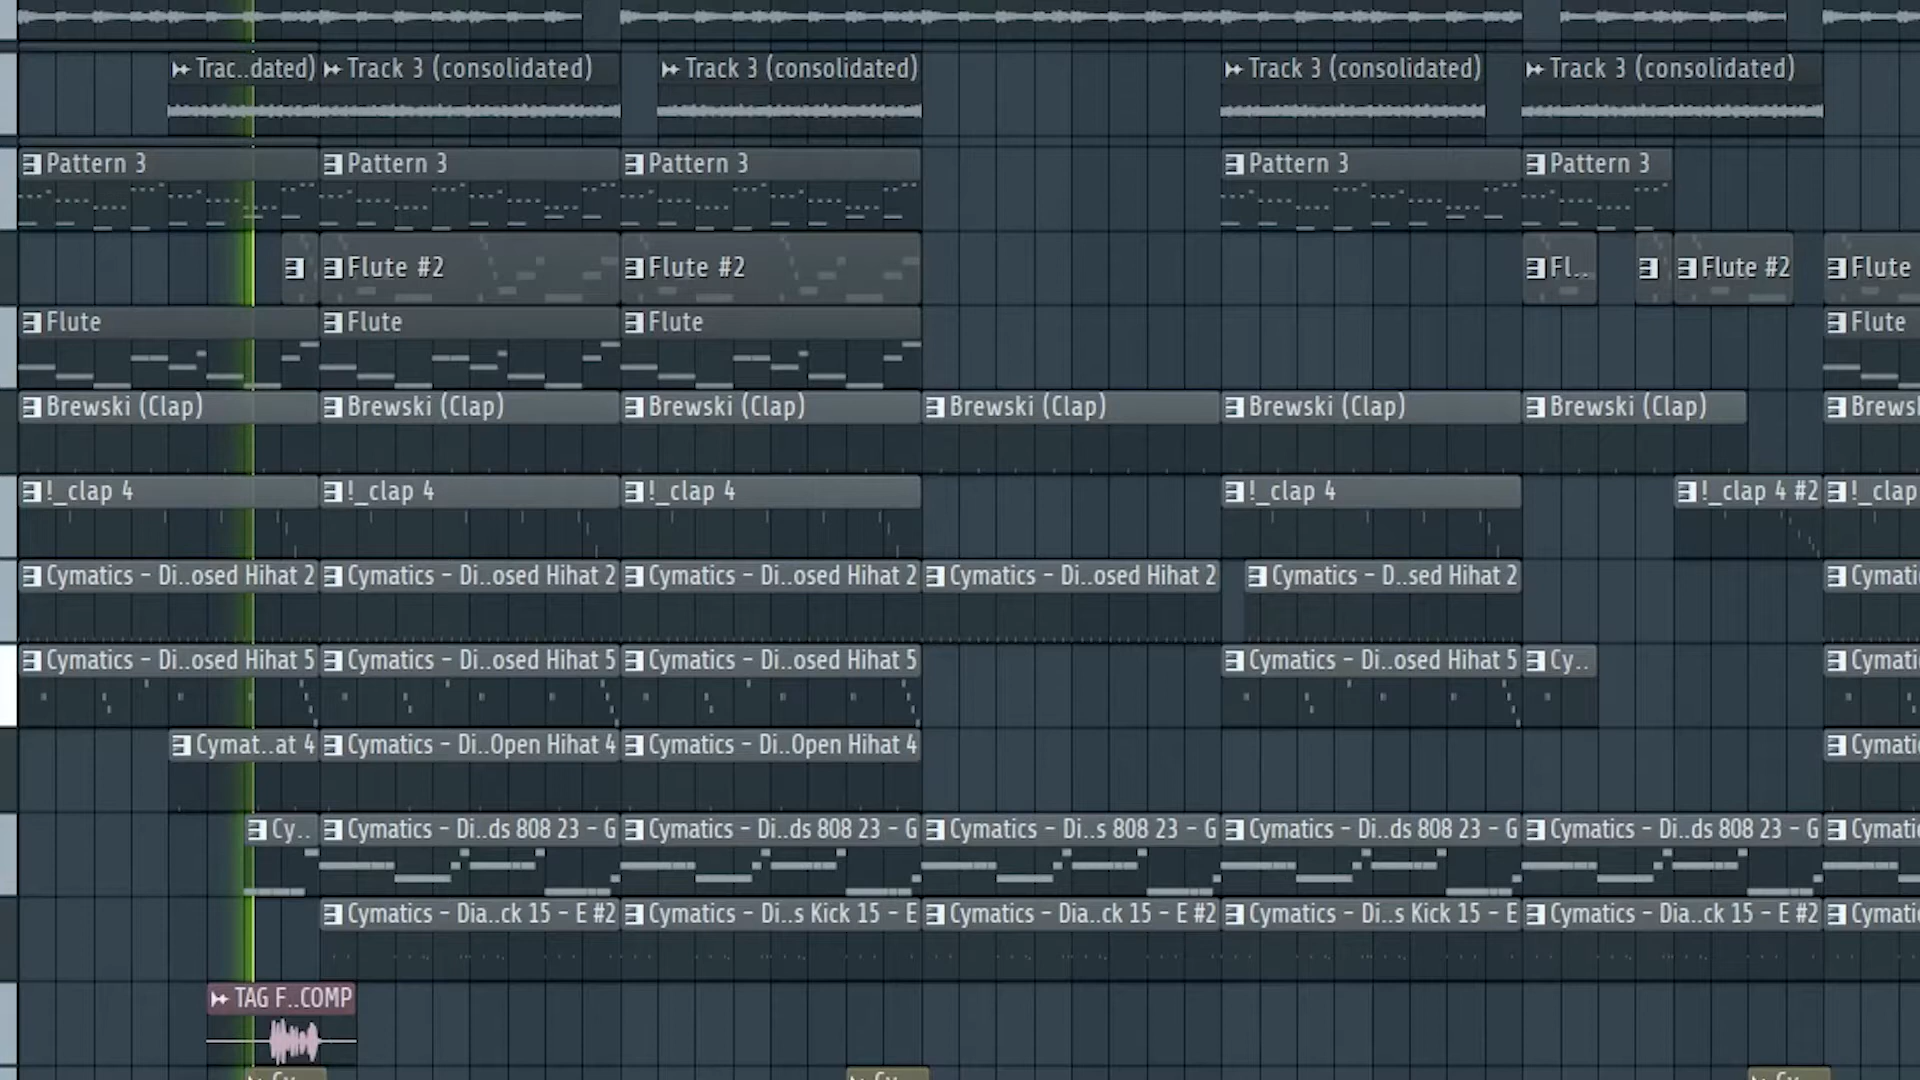 Trac..dated) Track 3 (consolidated) Track 3 (consolidated) Track 3 (consolidated) Track 3 (consolidated)
Pattern 3 Pattern 3 Pattern 3 Pattern 3 Pattern 3
Flute #2 Flute #2 Fl.. Flute #2 Flute
Flute Flute Flute Flute
Brewski (Clap) Brewski (Clap) Brewski (Clap) Brewski (Clap) Brewski (Clap) Brewski (Clap) Brews
!_clap 4 !_clap 4 !_clap 4 !_clap 4 !_clap 4 #2 !_clap
Cymatics - Di..osed Hihat 2 Cymatics - Di..osed Hihat 2 Cymatics - Di..osed Hihat 2 Cymatics - Di..osed Hihat 2 Cymatics - D..sed Hihat 2 Cymati
Cymatics - Di..osed Hihat 5 Cymatics - Di..osed Hihat 5 Cymatics - Di..osed Hihat 5 Cymatics - Di..osed Hihat 5 Cy.. Cymati
Cymat..at 4 Cymatics - Di..Open Hihat 4 Cymatics - Di..Open Hihat 4 Cymati
Cy.. Cymatics - Di..ds 808 23 - G Cymatics - Di..ds 808 23 - G Cymatics - Di..s 808 23 - G Cymatics - Di..ds 808 23 - G Cymatics - Di..ds 808 23 - G Cymati
Cymatics - Dia..ck 15 - E #2 Cymatics - Di..s Kick 15 - E Cymatics - Dia..ck 15 - E #2 Cymatics - Di..s Kick 15 - E Cymatics - Dia..ck 15 - E #2 Cymati
TAG F..COMP